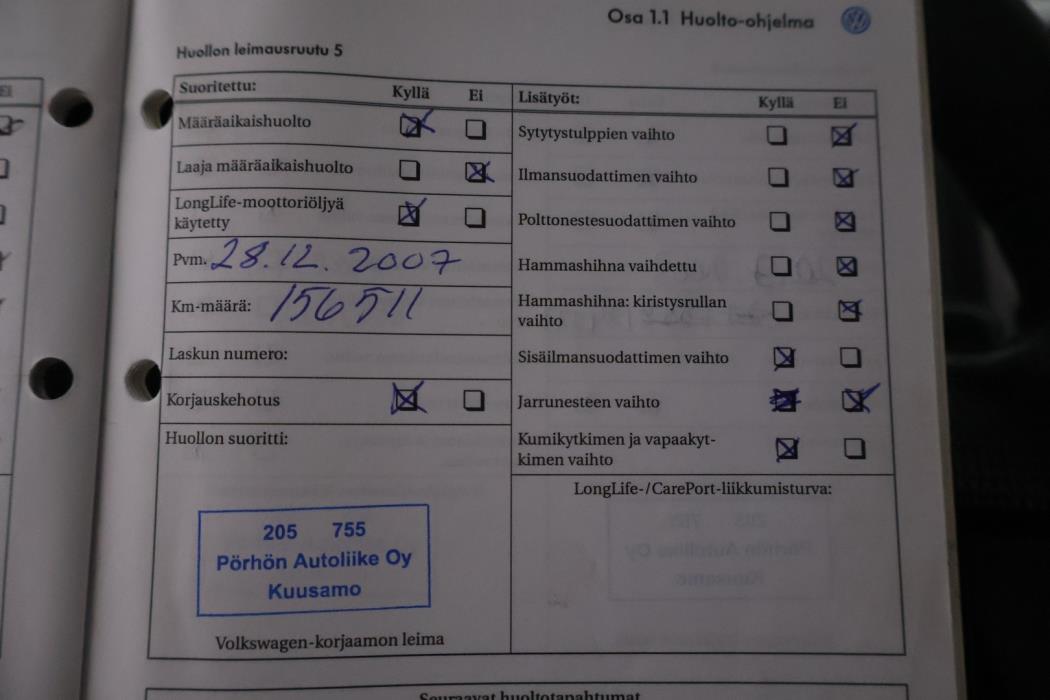 Osa 1.1 Huolto-ohjelma
Huollon leimausruutu 5
Suoritettu: Kyllä Ei
Määräaikaishuolto
Laaja määräaikaishuolto
LongLife-moottoriöljyä
käytetty
Pvm. 28.12.2007
Km-määrä: 156511
Laskun numero:
Korjauskehotus
Huollon suoritti:
205 755
Pörhön Autoliike Oy
Kuusamo
Volkswagen-korjaamon leima
Lisätyöt: Kyllä Ei
Sytytystulppien vaihto
Ilmansuodattimen vaihto
Polttonestesuodattimen vaihto
Hammashihna vaihdettu
Hammashihna: kiristysrullan
vaihto
Sisäilmansuodattimen vaihto
Jarrunesteen vaihto
Kumikytkimen ja vapaakyt-
kimen vaihto
LongLife-/CarePort-liikkumisturva:
Seuraavat huoltotapahtumat
Ei